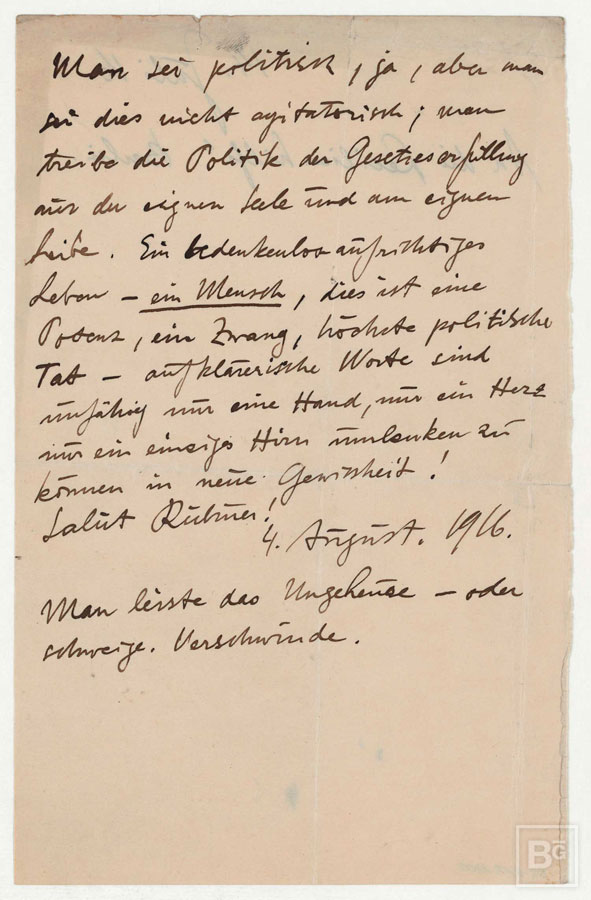 Man sei politisch, ja, aber man
sei dies nicht agitatorisch; man
treibe die Politik der Gesetzeserfüllung
nur der eignen Seele und am eignen
Leibe. Ein bedenkenlos aufrichtiges
Leben – ein Mensch, dies ist eine
Potenz, ein Zwang, höchste politische
Tat – aufklärerische Worte sind
unfähig nur eine Hand, nur ein Herz
nur ein einziges Hirn umlenken zu
können in neue Gewissheit!
Salut Rubiner!
4. August. 1916.
Man leiste das Ungeheure – oder
schweige. Verschwinde.
BG